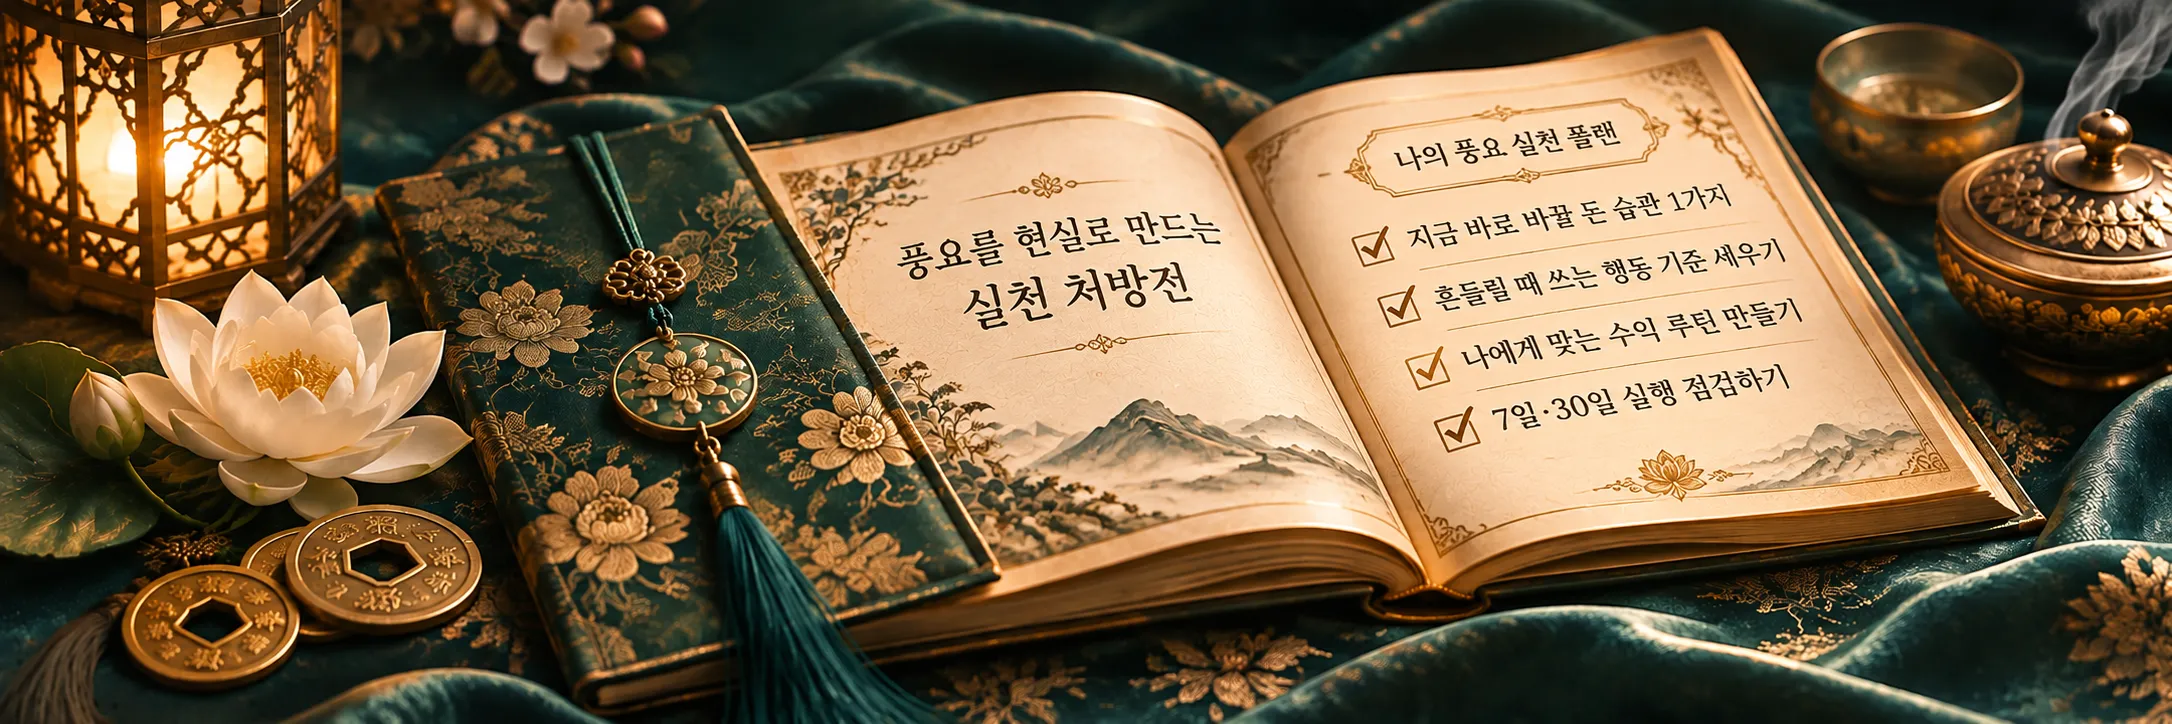 풍요를 현실로 만드는
실천 처방전
나의 풍요 실천 플랜
지금 바로 바꿀 돈 습관 1가지
흔들릴 때 쓰는 행동 기준 세우기
나에게 맞는 수익 루틴 만들기
7일·30일 실행 점검하기